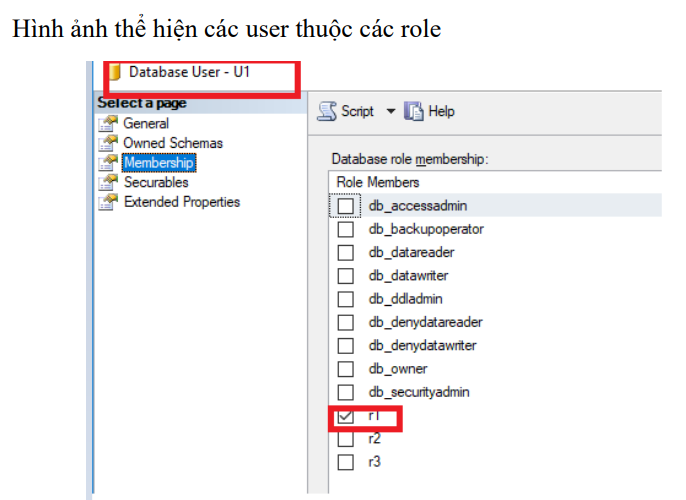 Hình ảnh thể hiện các user thuộc các role
Database User - U1
Select a page
General
Owned Schemas
Membership
Securables
Extended Properties
Script Help
Database role membership:
Role Members
db_accessadmin
db_backupoperator
db_datareader
db_datawriter
db_ddladmin
db_denydatareader
db_denydatawriter
db_owner
db_securityadmin
r1
r2
r3